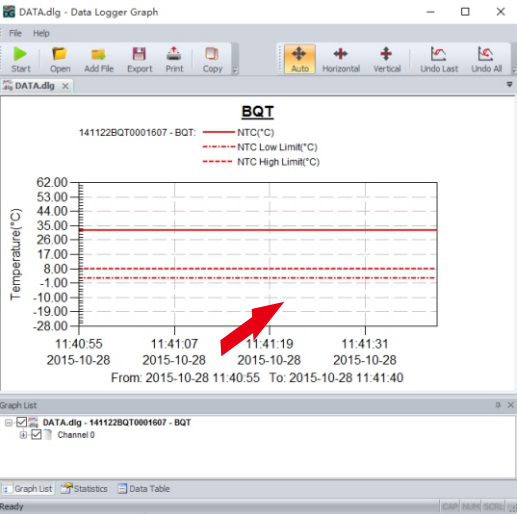 DATA.dlg - Data Logger Graph
File Help
Start Open Add File Export Print Copy Auto Horizontal Vertical Undo Last Undo All
DATA.dlg
BQT
141122BQT0001607 - BQT: NTC(°C)
NTC Low Limit(°C)
NTC High Limit(°C)
Temperature(°C)
62.00
53.00
44.00
35.00
26.00
17.00
8.00
-1.00
-10.00
-19.00
-28.00
11:40:55 11:41:07 11:41:19 11:41:31
2015-10-28 2015-10-28 2015-10-28 2015-10-28
From: 2015-10-28 11:40:55 To: 2015-10-28 11:41:40
Graph List
DATA.dlg - 141122BQT0001607 - BQT
Channel 0
Graph List Statistics Data Table
Ready CAP NUM SCRL